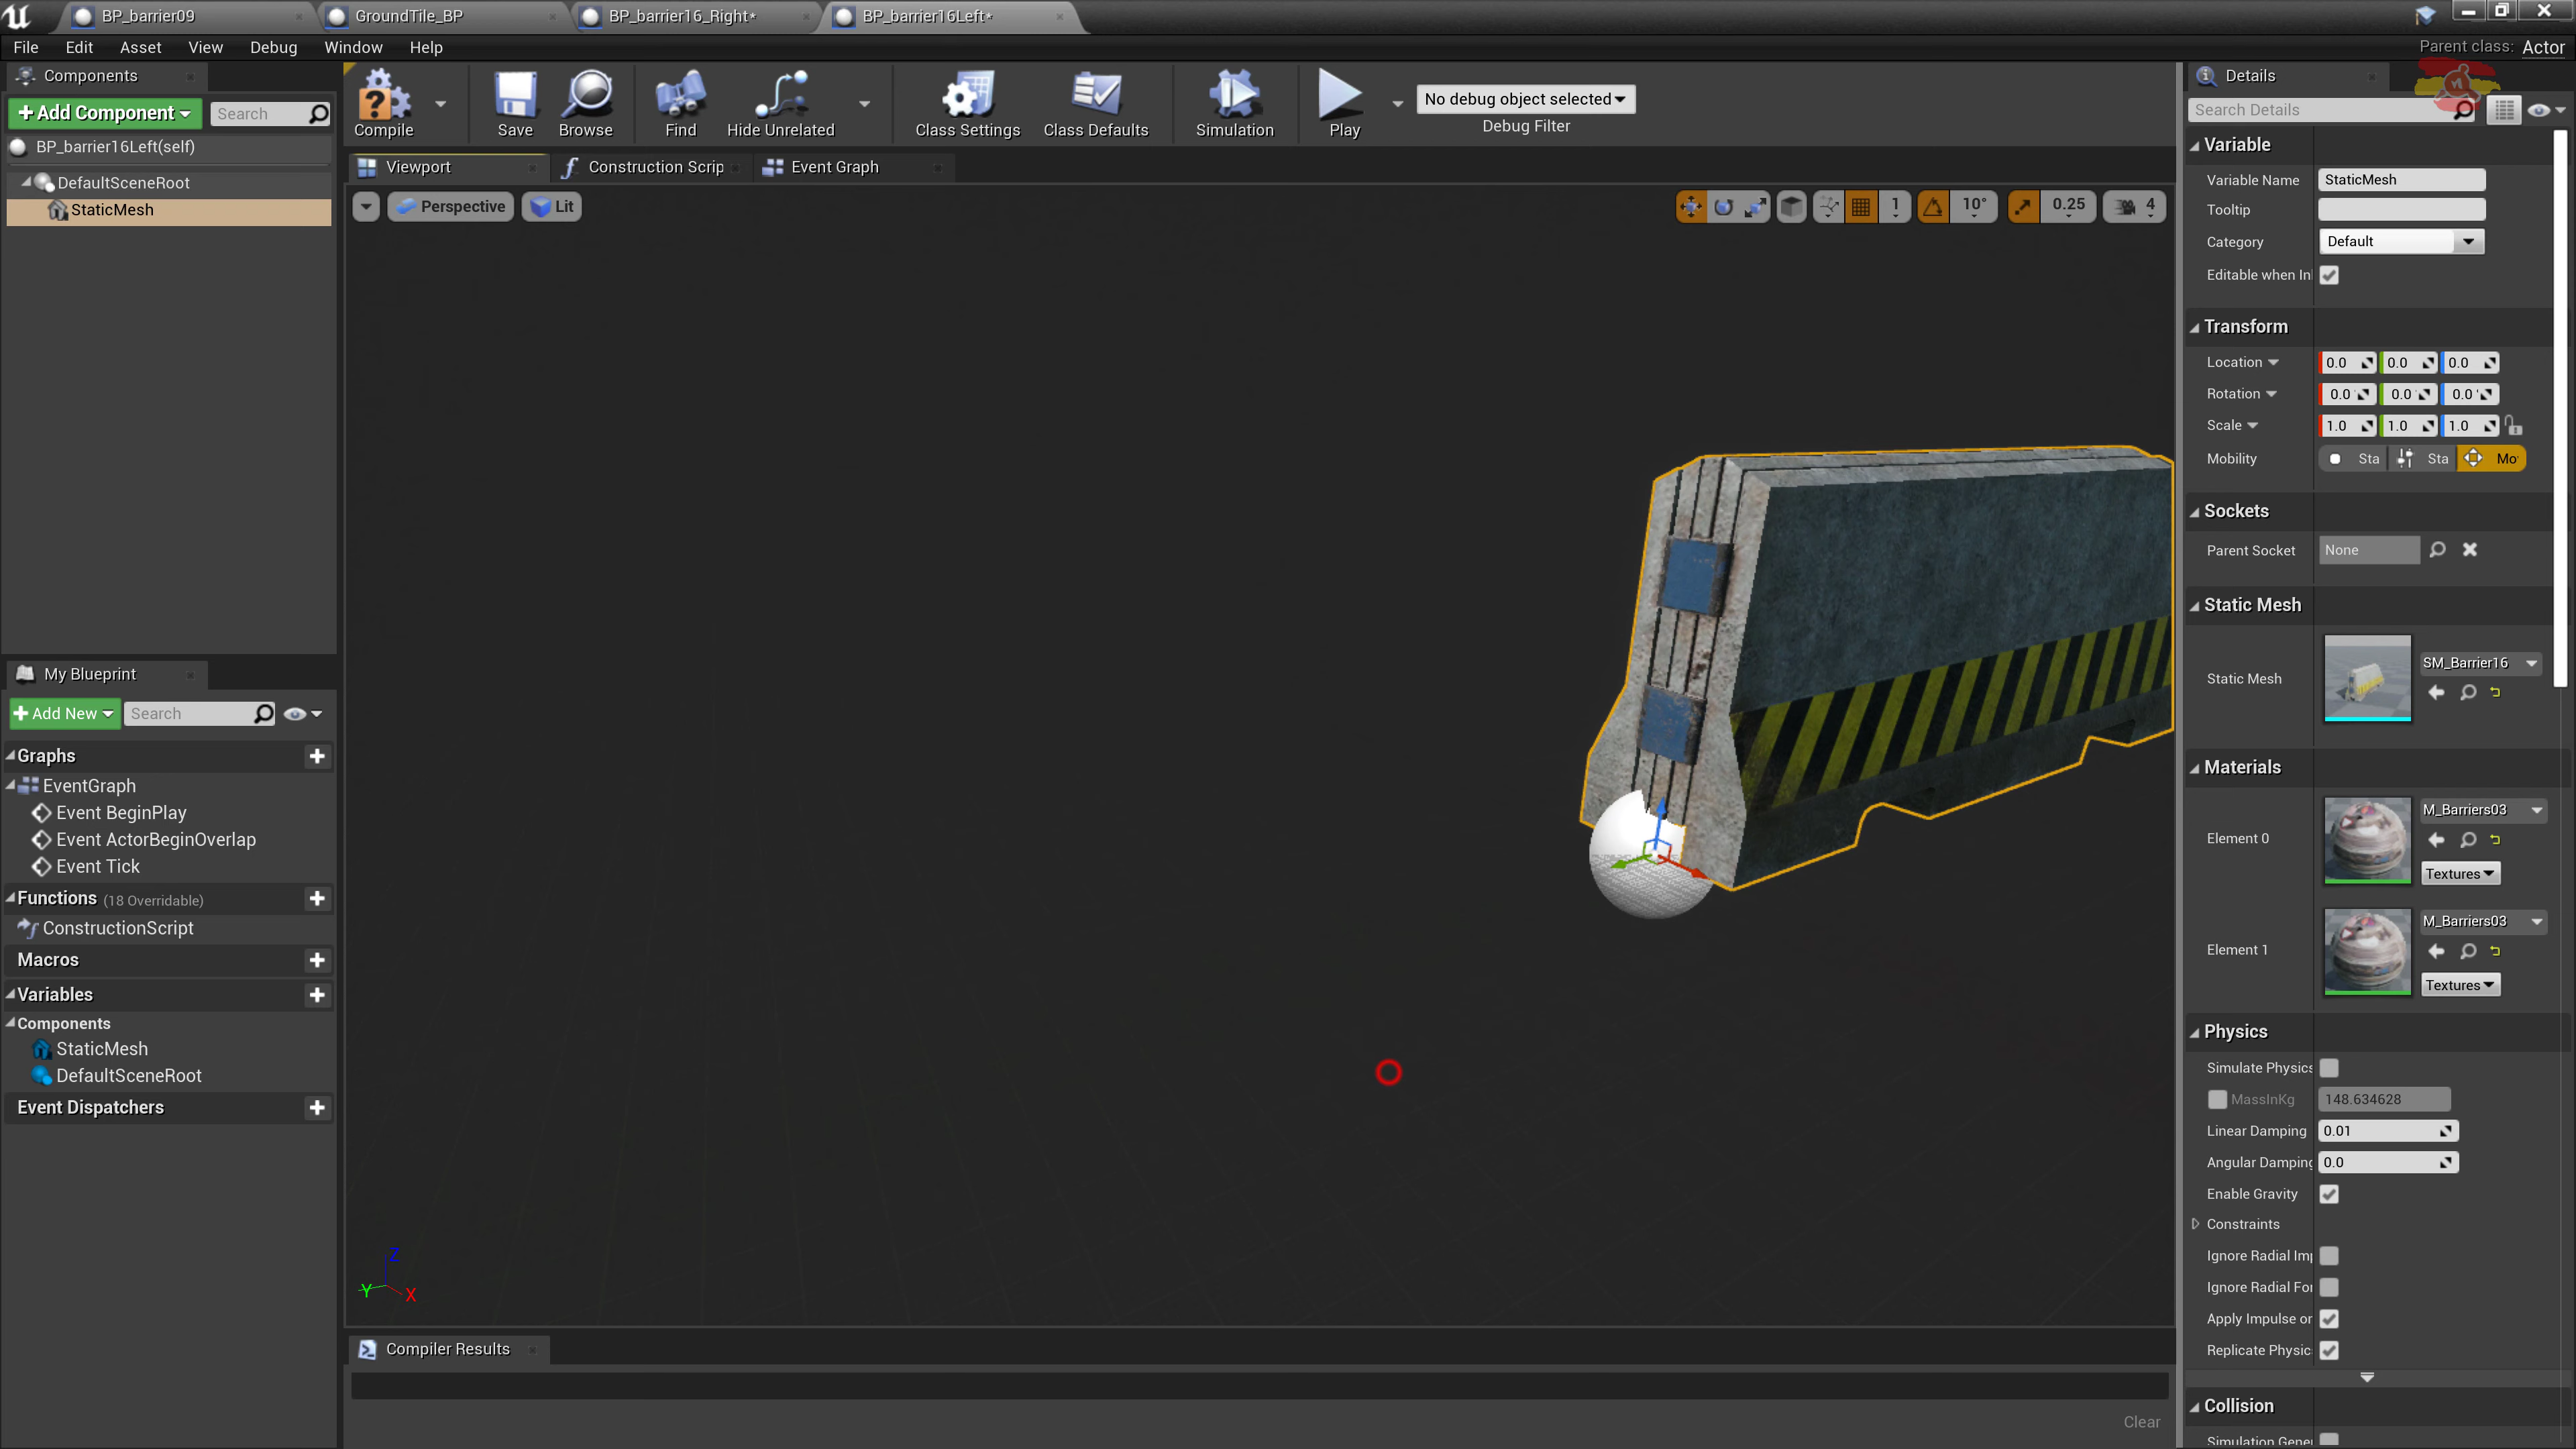 BP_barrier09
GroundTile_BP
BP_barrier16_Right*
BP_barrier16Left*
File Edit Asset View Debug Window Help
Parent class: Actor
Components
+ Add Component
Search
BP_barrier16Left(self)
DefaultSceneRoot
StaticMesh
Compile
Save
Browse
Find
Hide Unrelated
Class Settings
Class Defaults
Simulation
Play
No debug object selected
Debug Filter
Viewport
Construction Scrip
Event Graph
Perspective
Lit
1
10°
0.25
4
Z
Y
X
My Blueprint
+ Add New
Search
Graphs
EventGraph
Event BeginPlay
Event ActorBeginOverlap
Event Tick
Functions (18 Overridable)
ConstructionScript
Macros
Variables
Components
StaticMesh
DefaultSceneRoot
Event Dispatchers
Compiler Results
Clear
Details
Search Details
Variable
Variable Name StaticMesh
Tooltip
Category Default
Editable when In
Transform
Location 0.0 0.0 0.0
Rotation 0.0 0.0 0.0
Scale 1.0 1.0 1.0
Mobility Sta Sta Mo
Sockets
Parent Socket None
Static Mesh
Static Mesh SM_Barrier16
Materials
Element 0 M_Barriers03
Textures
Element 1 M_Barriers03
Textures
Physics
Simulate Physics
MassInKg 148.634628
Linear Damping 0.01
Angular Damping 0.0
Enable Gravity
Constraints
Ignore Radial Imp
Ignore Radial For
Apply Impulse or
Replicate Physic
Collision
Simulation Gener